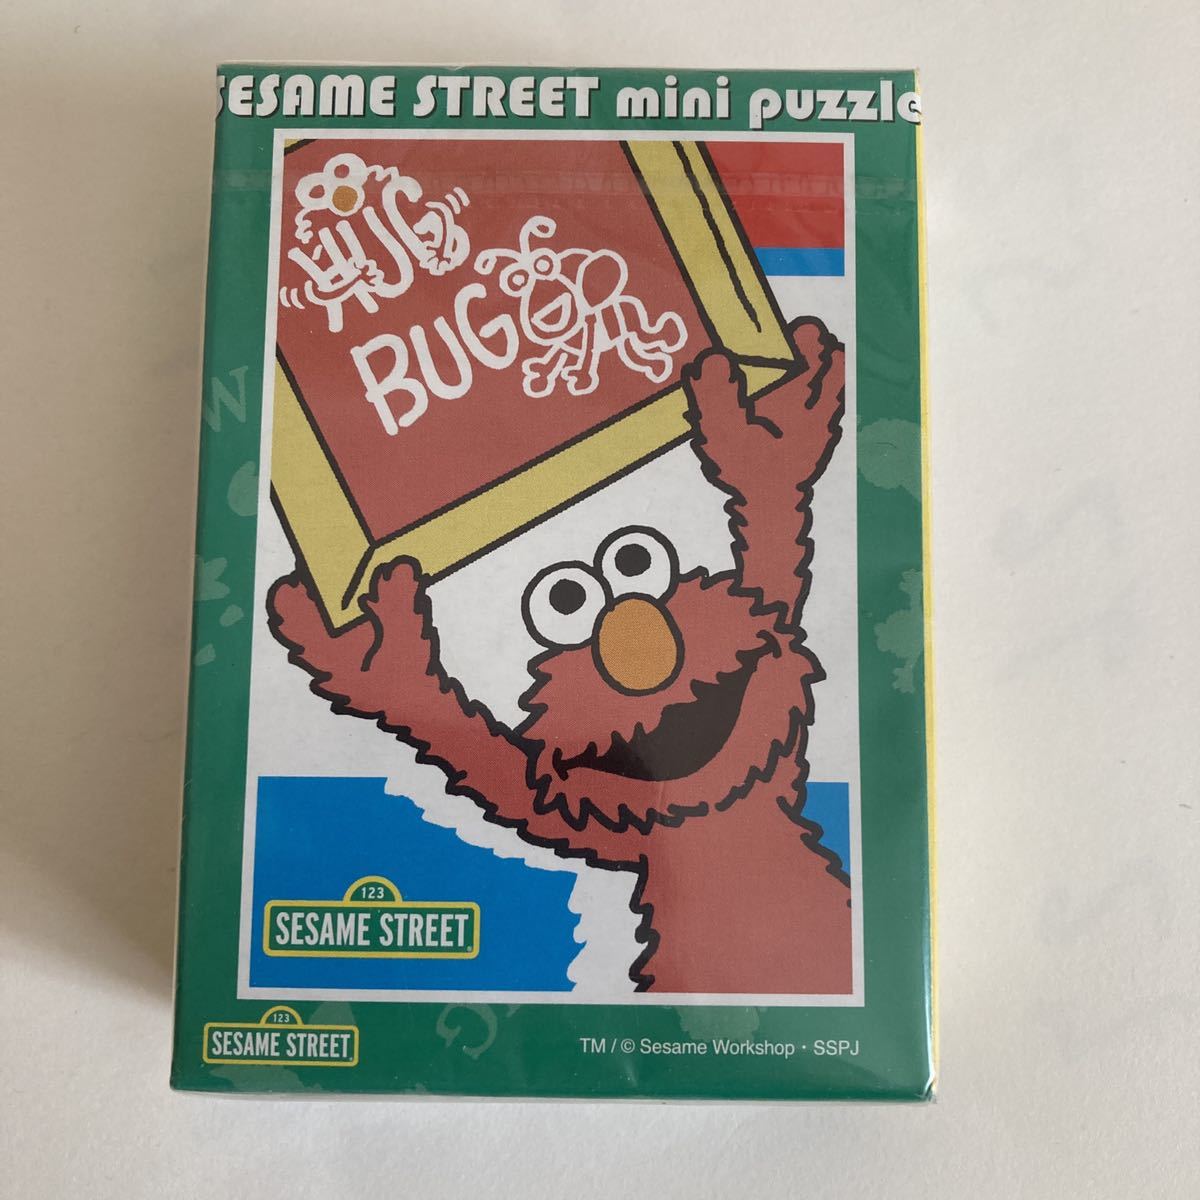 SESAME STREET mini puzzle
HUG
BUG
123
SESAME STREET
123
SESAME STREET
TM / © Sesame Workshop · SSPJ